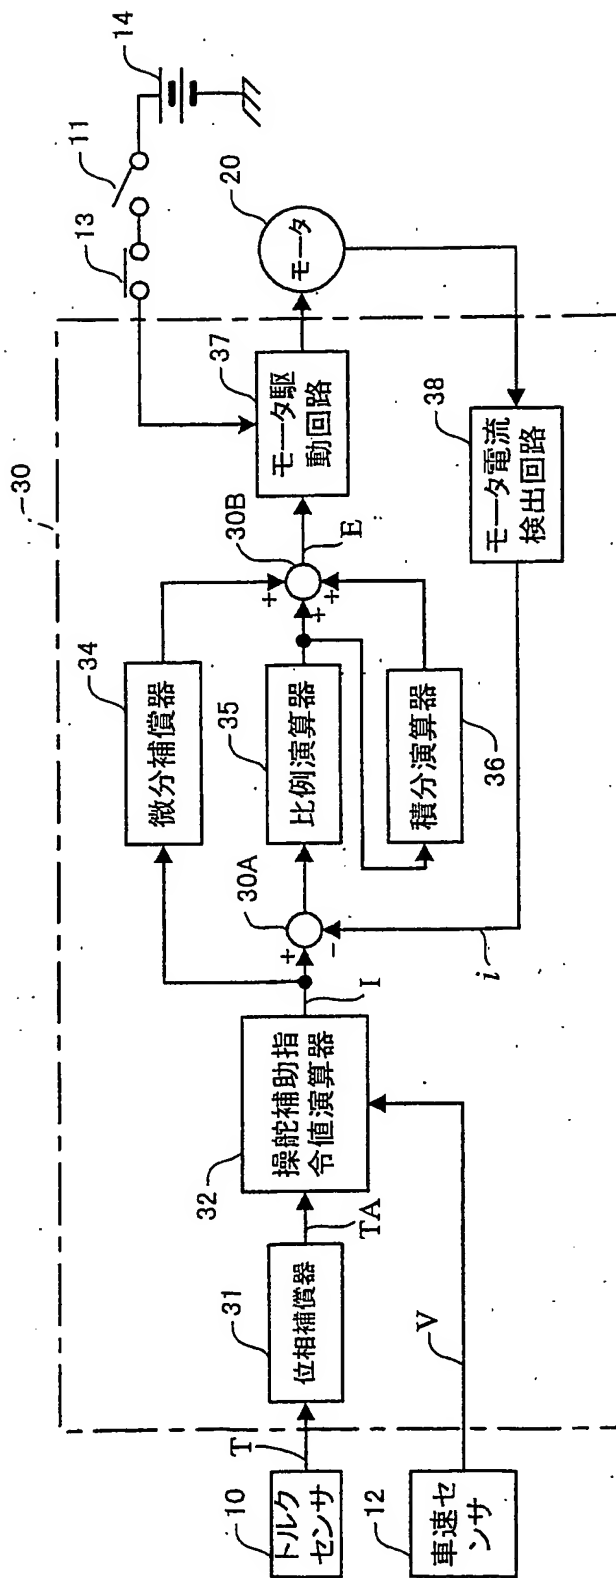 14
11
13
20
モータ
30
37
モータ駆
動回路
38
モータ電流
検出回路
30B
E
+
+
+
34
微分補償器
35
比例演算器
36
積分演算器
30A
+
-
i
I
32
操舵補助指
令値演算器
TA
31
位相補償器
V
T
10
トルク
センサ
12
車速セ
ンサ